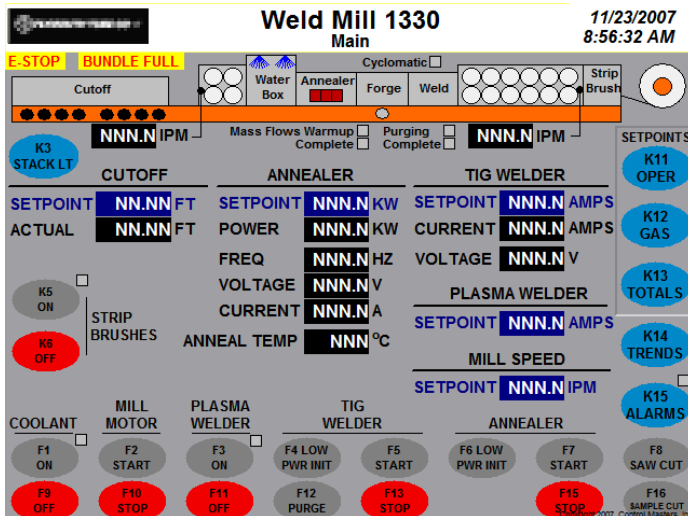 Weld Mill 1330
Main
11/23/2007
8:56:32 AM
E-STOP
BUNDLE FULL
Cutoff
Water
Box
Annealer
Forge
Weld
Cyclomatic
Strip
Brush
NNN.N IPM
Mass Flows Warmup
Complete
Purging
Complete
NNN.N IPM
K3
STACK LT
CUTOFF
SETPOINT NN.NN FT
ACTUAL NN.NN FT
ANNEALER
SETPOINT NNN.N KW
POWER NNN.N KW
FREQ NNN.N HZ
VOLTAGE NNN.N V
CURRENT NNN.N A
ANNEAL TEMP NNN °C
TIG WELDER
SETPOINT NNN.N AMPS
CURRENT NNN.N AMPS
VOLTAGE NNN.N V
PLASMA WELDER
SETPOINT NNN.N AMPS
MILL SPEED
SETPOINT NNN.N IPM
SETPOINTS
K11
OPER
K12
GAS
K13
TOTALS
K14
TRENDS
K15
ALARMS
K5
ON
K6
OFF
STRIP
BRUSHES
COOLANT
F1
ON
F9
OFF
MILL
MOTOR
F2
START
F10
STOP
PLASMA
WELDER
F3
ON
F11
OFF
TIG
WELDER
F4 LOW
PWR INIT
F5
START
F12
PURGE
F13
STOP
ANNEALER
F6 LOW
PWR INIT
F7
START
F15
STOP
F8
SAW CUT
F16
SAMPLE CUT
2007, Control Masters, In